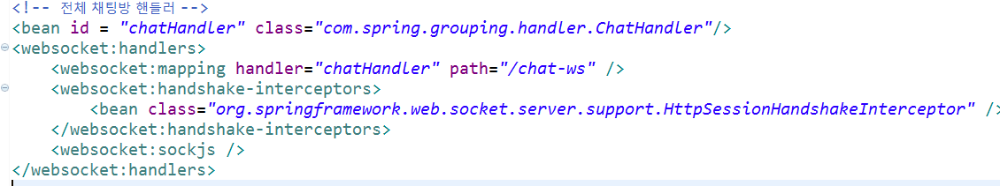 <!-- 전체 채팅방 핸들러 -->
<bean id = "chatHandler" class="com.spring.grouping.handler.ChatHandler"/>
<websocket:handlers>
    <websocket:mapping handler="chatHandler" path="/chat-ws" />
    <websocket:handshake-interceptors>
        <bean class="org.springframework.web.socket.server.support.HttpSessionHandshakeInterceptor" />
    </websocket:handshake-interceptors>
    <websocket:sockjs />
</websocket:handlers>